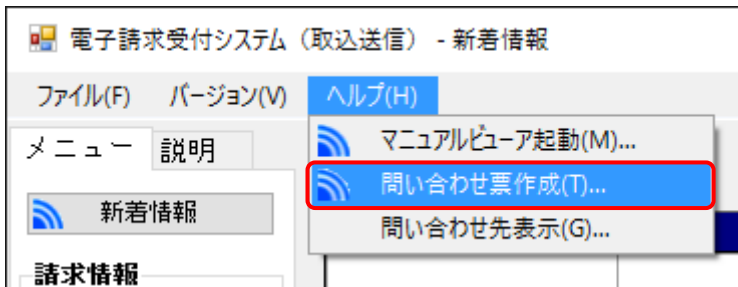 電子請求受付システム（取込送信） - 新着情報
ファイル(F) バージョン(V) ヘルプ(H)
メニュー 説明
マニュアルビューア起動(M)...
問い合わせ票作成(T)...
新着情報
問い合わせ先表示(G)...
請求情報